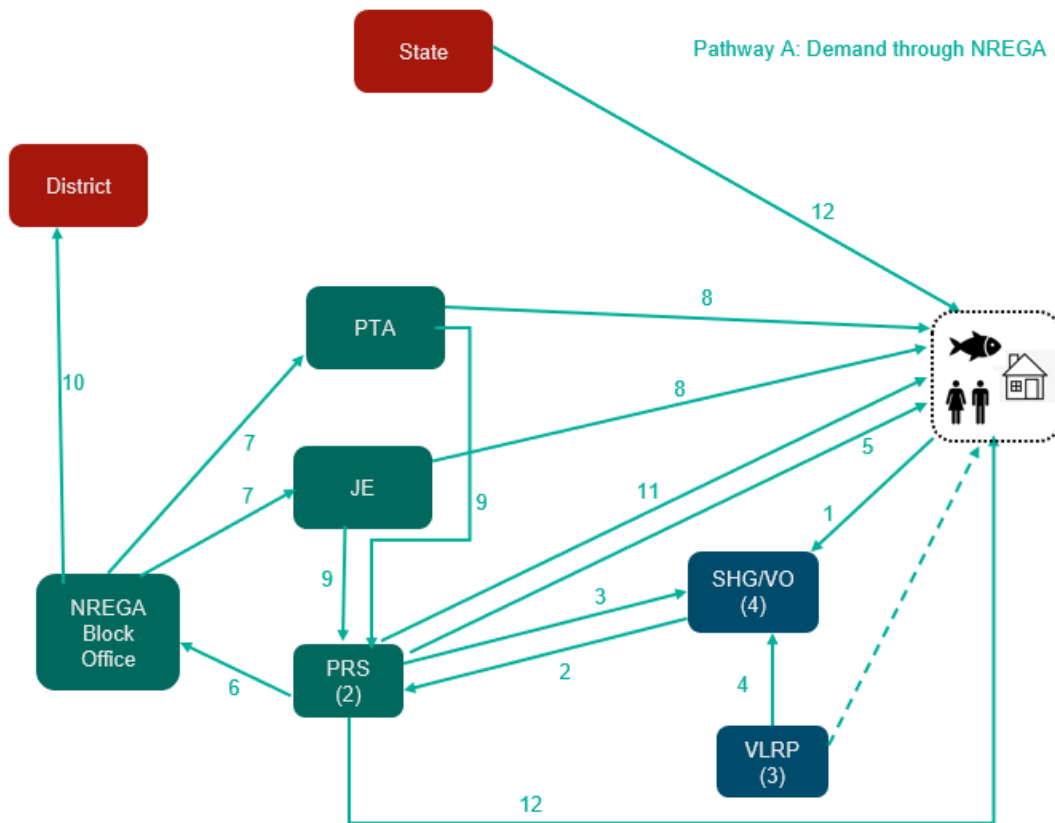 State
Pathway A: Demand through NREGA
District
12
8
PTA
10
8
7
11
5
JE
7
9
1
SHG/VO
(4)
9
3
NREGA
Block
Office
PRS
(2)
2
6
4
VLRP
(3)
12